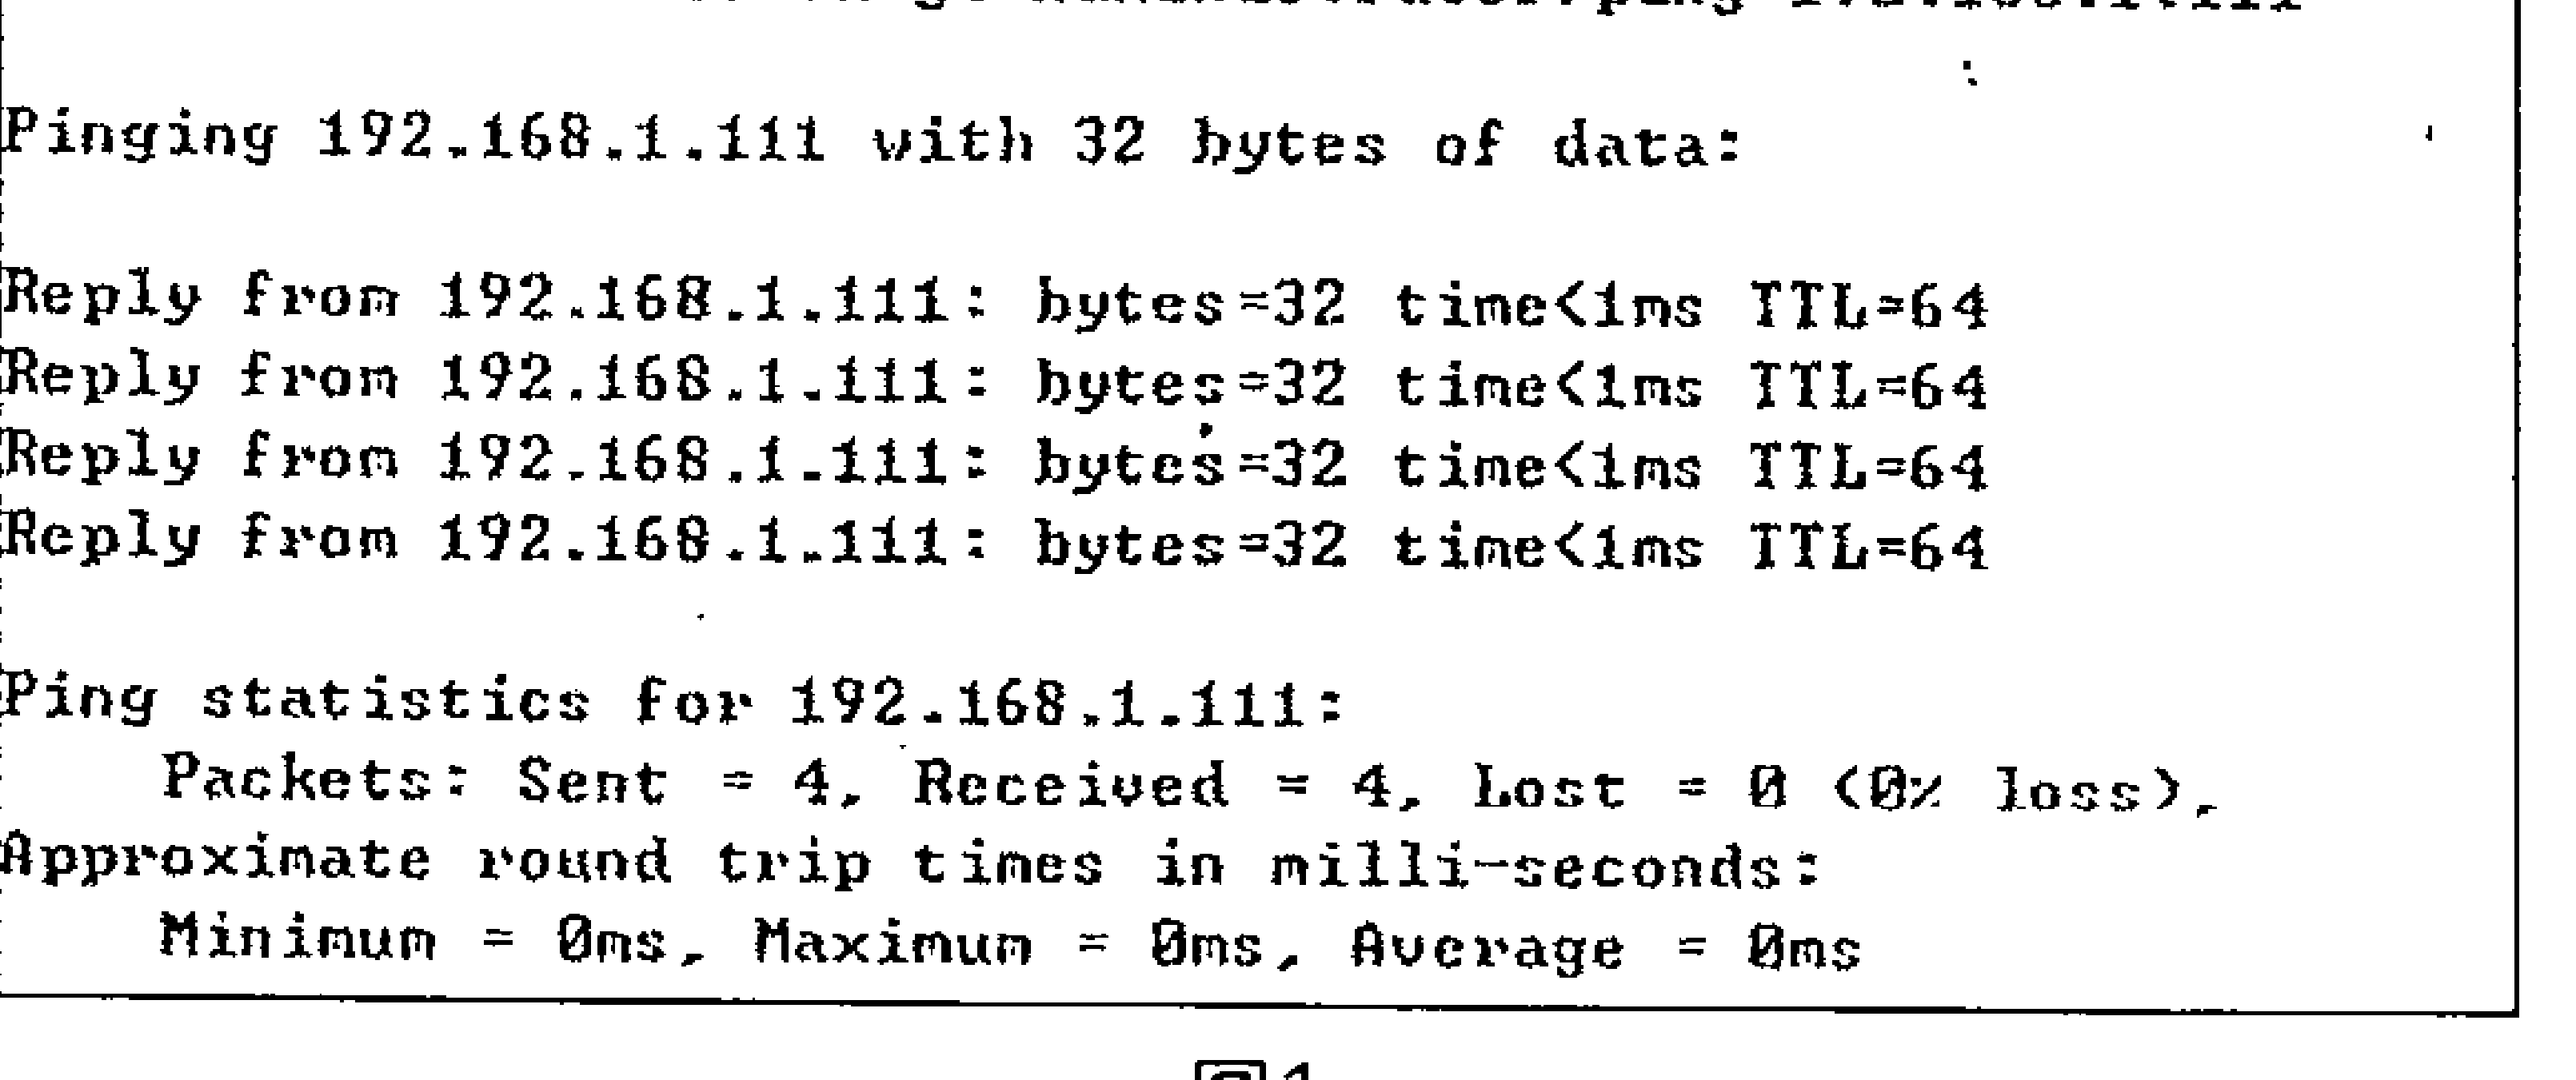 Pinging 192.168.1.111 with 32 bytes of data:
Reply from 192.168.1.111: bytes=32 time<1ms TTL=64
Reply from 192.168.1.111: bytes=32 time<1ms TTL=64
Reply from 192.168.1.111: bytes=32 time<1ms TTL=64
Reply from 192.168.1.111: bytes=32 time<1ms TTL=64
Ping statistics for 192.168.1.111:
Packets: Sent = 4, Received = 4, Lost = 0 (0% loss),
Approximate round trip times in milli-seconds:
Minimum = 0ms, Maximum = 0ms, Average = 0ms